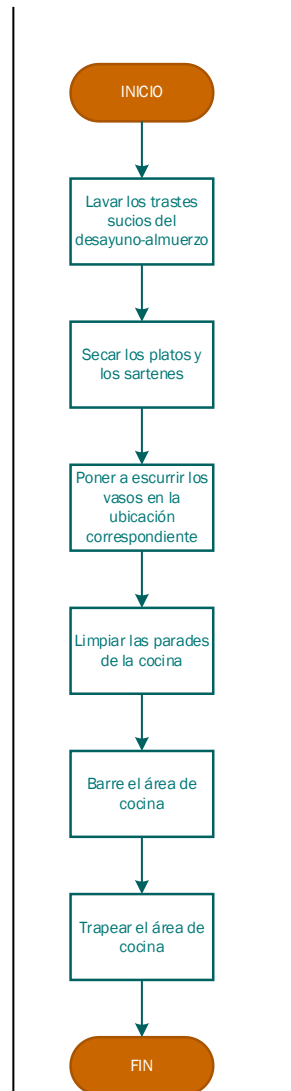 INICIO
Lavar los trastes
sucios del
desayuno-almuerzo
Secar los platos y
los sartenes
Poner a escurrir los
vasos en la
ubicación
correspondiente
Limpiar las parades
de la cocina
Barre el área de
cocina
Trapear el área de
cocina
FIN